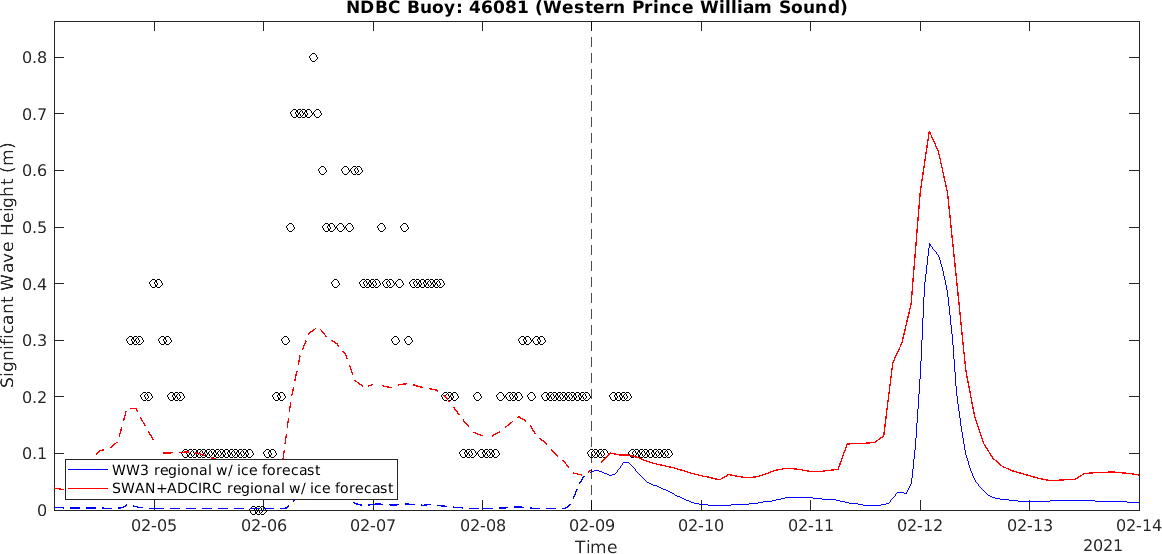 NDBC Buoy: 46081 (Western Prince William Sound)
Significant Wave Height (m)
0.8
0.7
0.6
0.5
0.4
0.3
0.2
0.1
0
WW3 regional w/ ice forecast
SWAN+ADCIRC regional w/ ice forecast
02-05 02-06 02-07 02-08 02-09 02-10 02-11 02-12 02-13 02-14
Time
2021